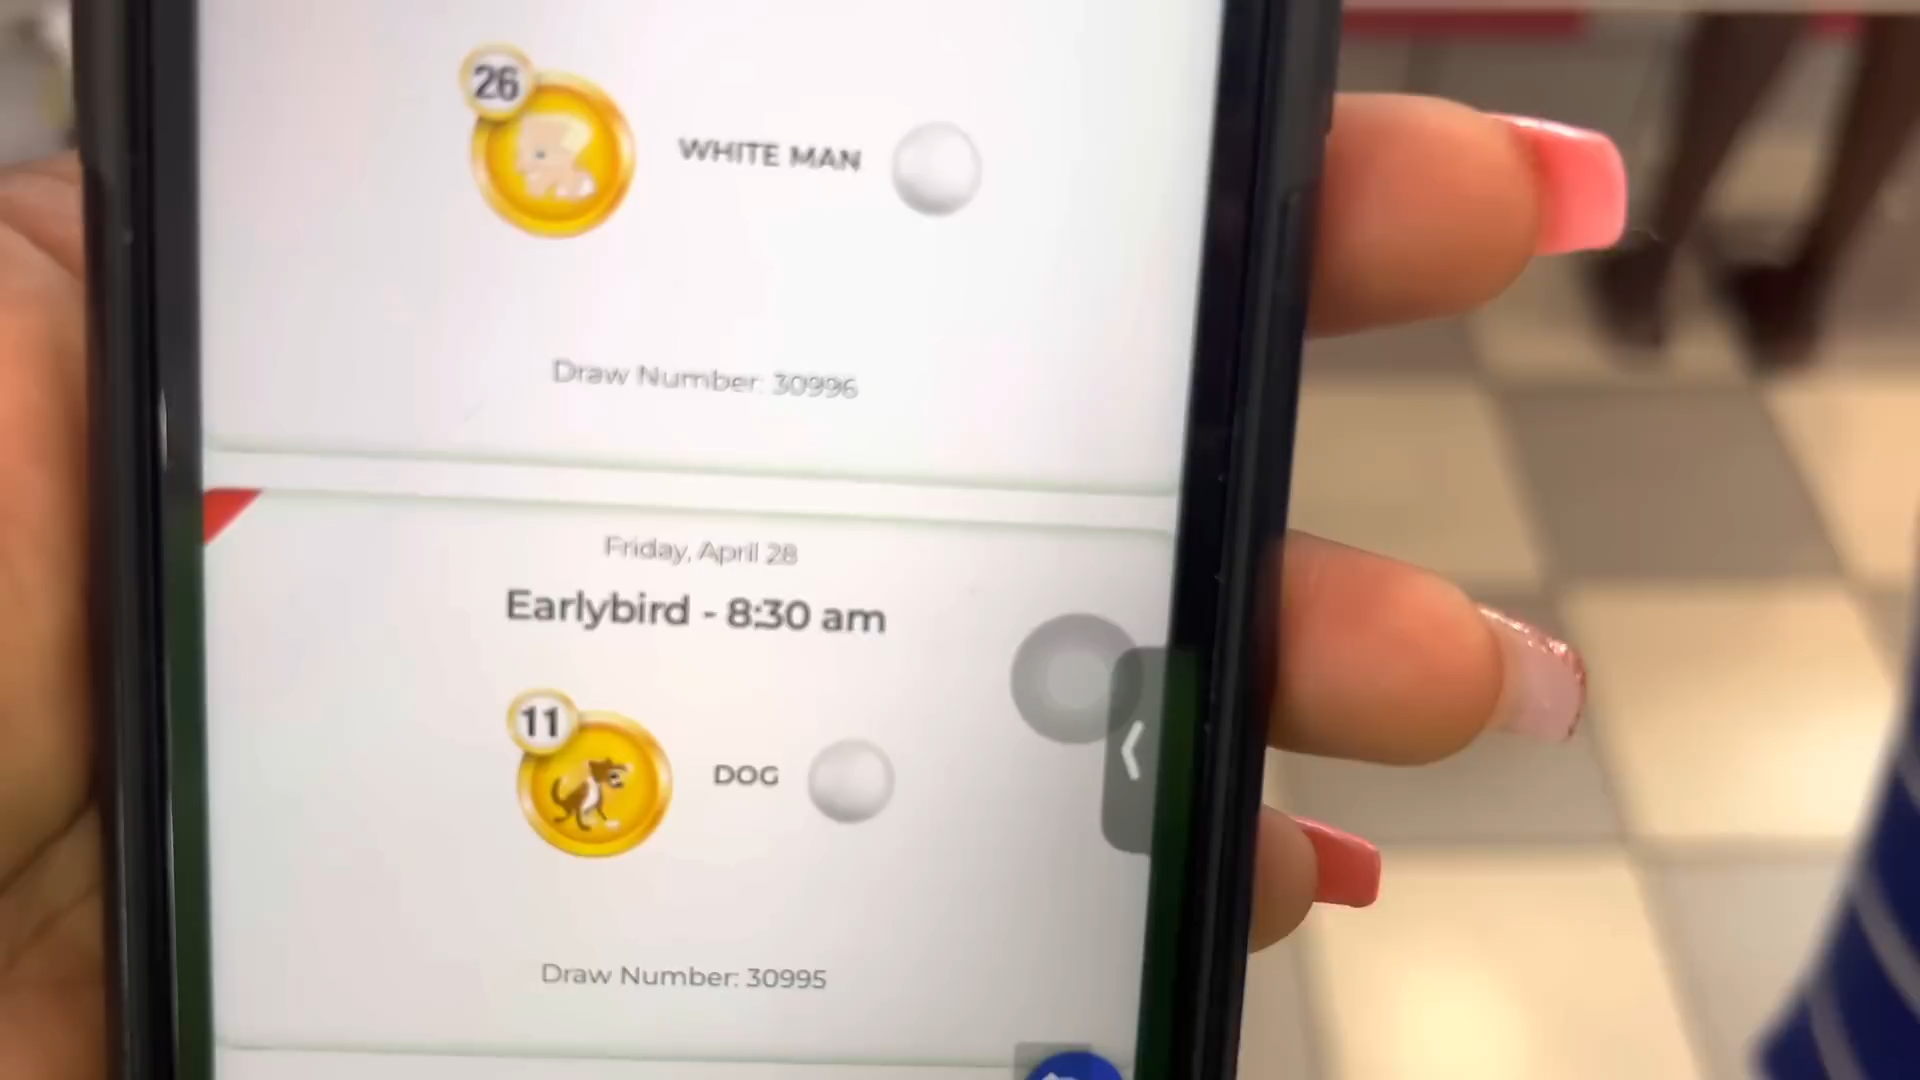 26
WHITE MAN
Draw Number: 30996
Friday, April 28
Earlybird - 8:30 am
11
DOG
Draw Number: 30995